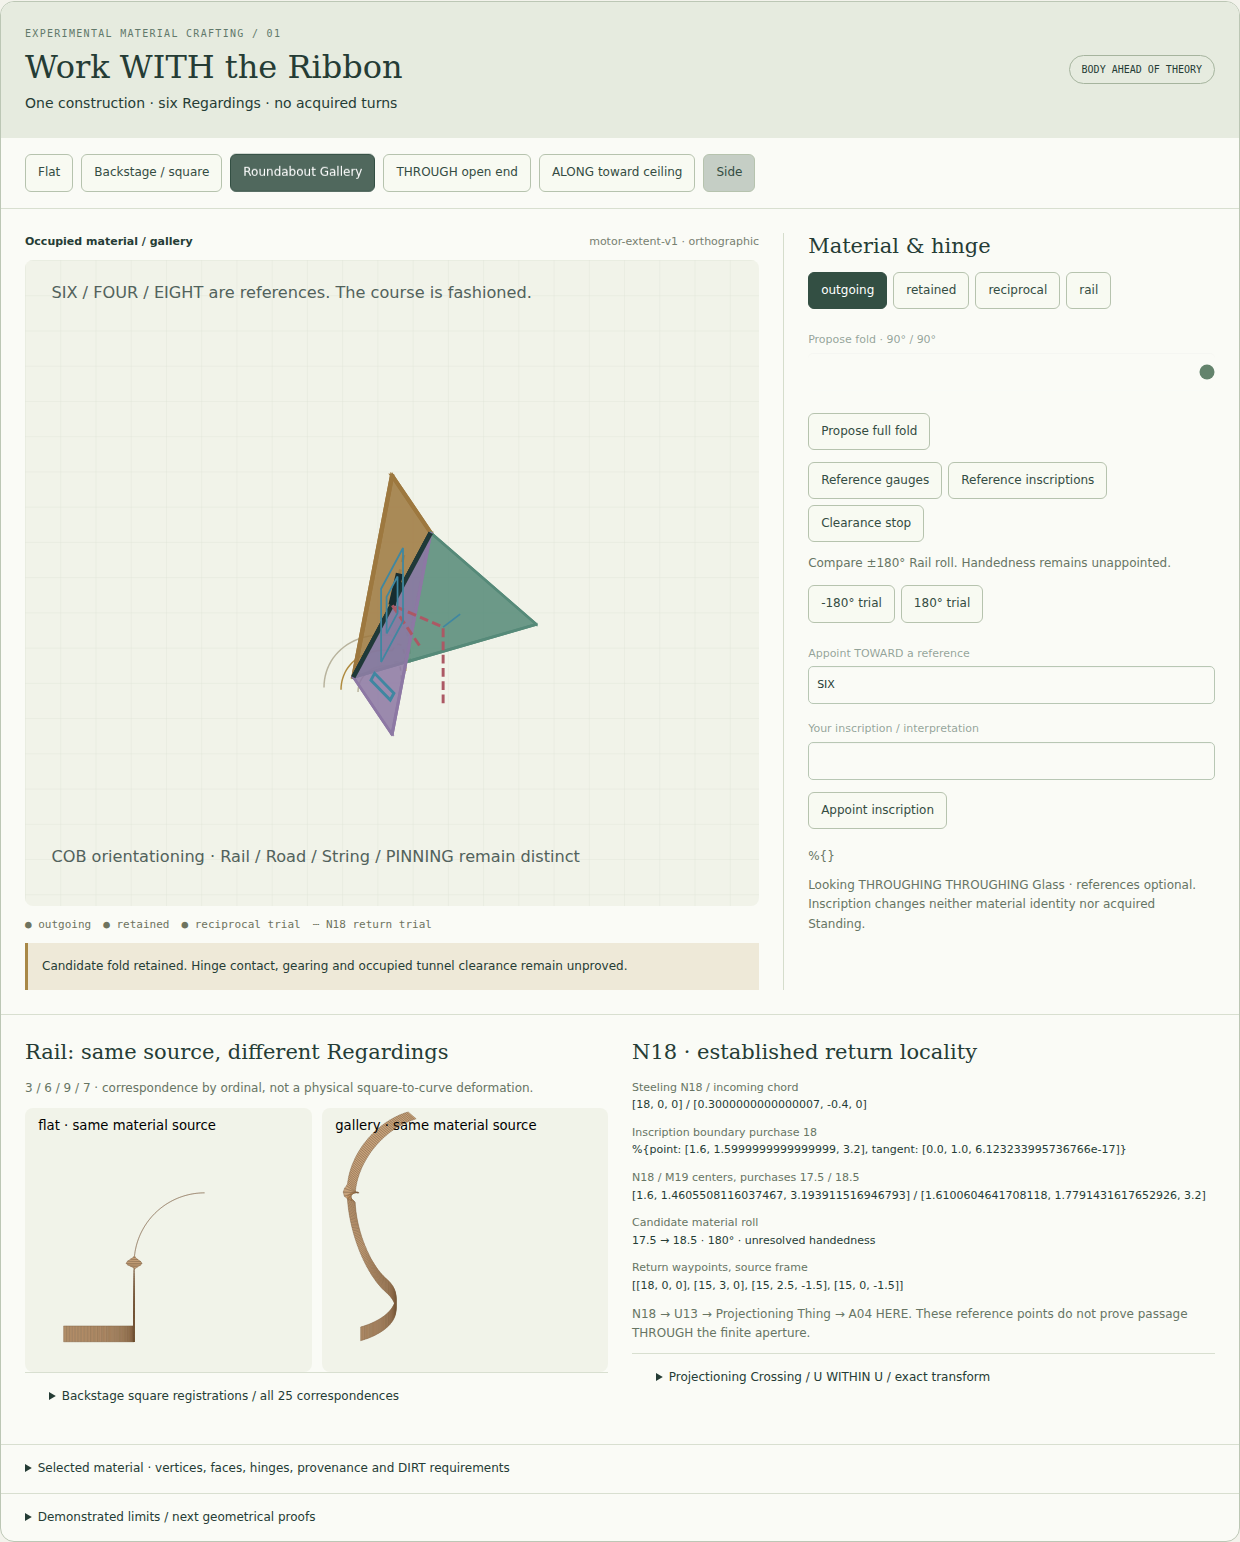 EXPERIMENTAL MATERIAL CRAFTING / 01
Work WITH the Ribbon
One construction · six Regardings · no acquired turns
BODY AHEAD OF THEORY
Flat
Backstage / square
Roundabout Gallery
THROUGH open end
ALONG toward ceiling
Side
Occupied material / gallery
motor-extent-v1 · orthographic
SIX / FOUR / EIGHT are references. The course is fashioned.
COB orientationing · Rail / Road / String / PINNING remain distinct
● outgoing ● retained ● reciprocal trial — N18 return trial
Candidate fold retained. Hinge contact, gearing and occupied tunnel clearance remain unproved.
Material & hinge
outgoing
retained
reciprocal
rail
Propose fold · 90° / 90°
Propose full fold
Reference gauges
Reference inscriptions
Clearance stop
Compare ±180° Rail roll. Handedness remains unappointed.
-180° trial
180° trial
Appoint TOWARD a reference
SIX
Your inscription / interpretation
Appoint inscription
%{}
Looking THROUGHING THROUGHING Glass · references optional.
Inscription changes neither material identity nor acquired
Standing.
Rail: same source, different Regardings
3 / 6 / 9 / 7 · correspondence by ordinal, not a physical square-to-curve deformation.
flat · same material source
gallery · same material source
▶ Backstage square registrations / all 25 correspondences
N18 · established return locality
Steeling N18 / incoming chord
[18, 0, 0] / [0.3000000000000007, -0.4, 0]
Inscription boundary purchase 18
%{point: [1.6, 1.5999999999999999, 3.2], tangent: [0.0, 1.0, 6.123233995736766e-17]}
N18 / M19 centers, purchases 17.5 / 18.5
[1.6, 1.4605508116037467, 3.193911516946793] / [1.6100604641708118, 1.7791431617652926, 3.2]
Candidate material roll
17.5 → 18.5 · 180° · unresolved handedness
Return waypoints, source frame
[[18, 0, 0], [15, 3, 0], [15, 2.5, -1.5], [15, 0, -1.5]]
N18 → U13 → Projectioning Thing → A04 HERE. These reference points do not prove passage
THROUGH the finite aperture.
▶ Projectioning Crossing / U WITHIN U / exact transform
▶ Selected material · vertices, faces, hinges, provenance and DIRT requirements
▶ Demonstrated limits / next geometrical proofs